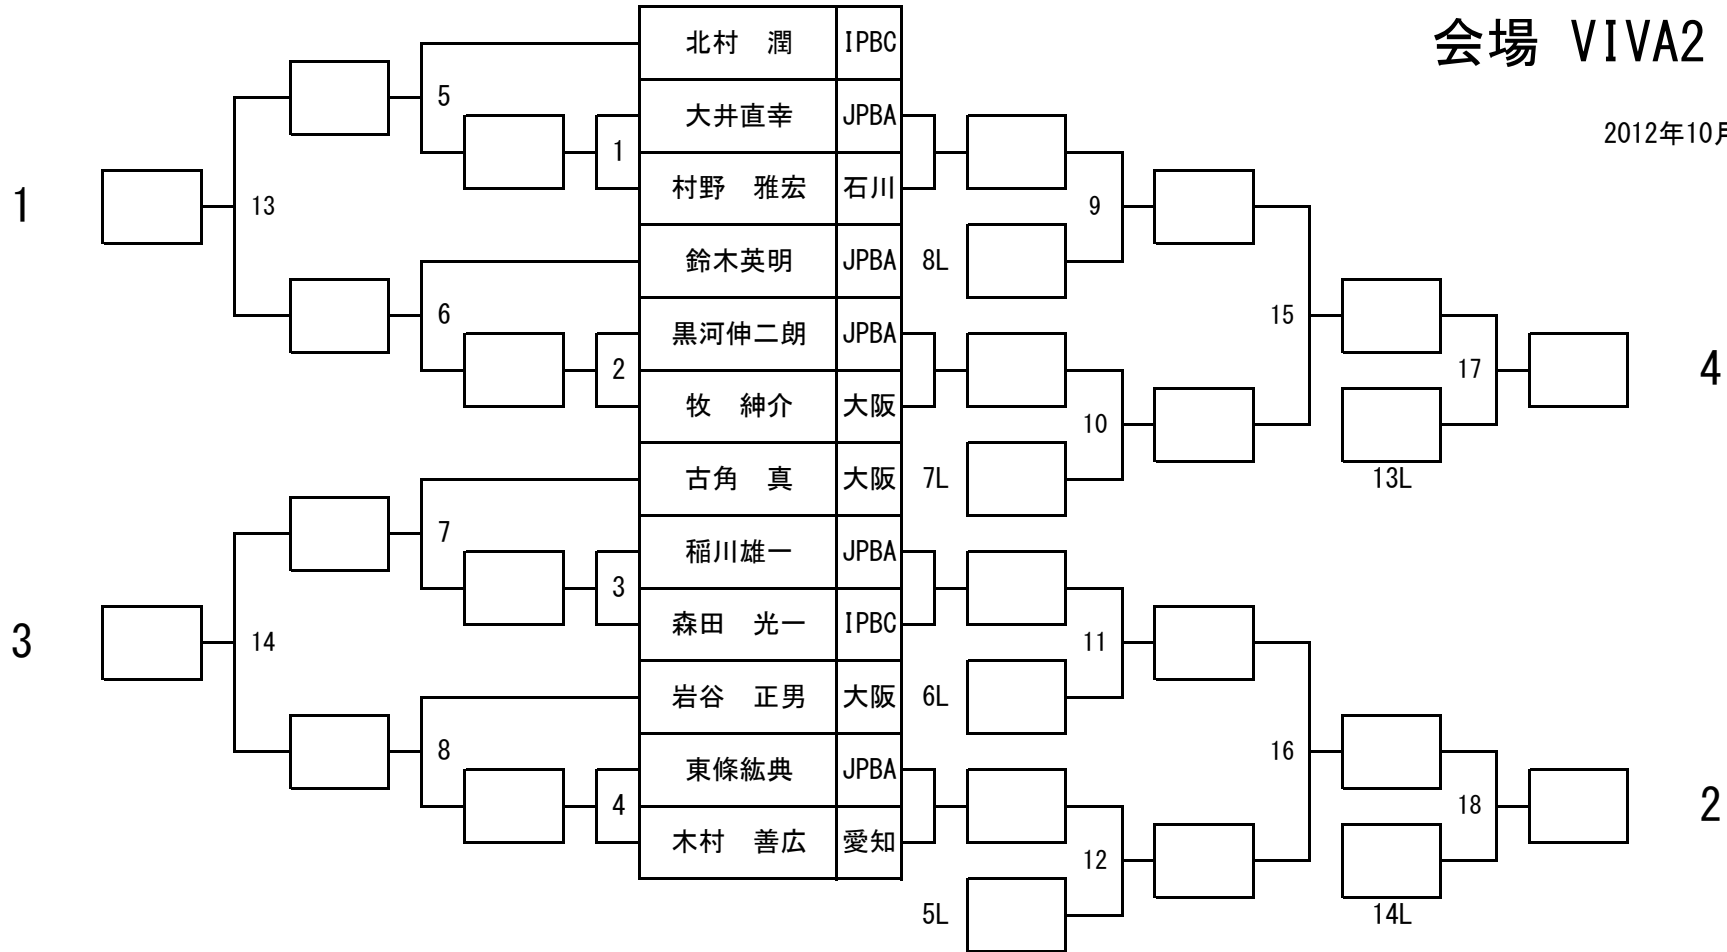 会場 VIVA2
2012年10月
北村　潤 IPBC
5
大井直幸 JPBA
1
村野　雅宏 石川
1 13 9
鈴木英明 JPBA 8L
6 15
黒河伸二朗 JPBA
2 17 4
牧　紳介 大阪
10
古角　真 大阪 7L 13L
7
稲川雄一 JPBA
3
森田　光一 IPBC
3 14 11
岩谷　正男 大阪 6L
8 16
東條紘典 JPBA
4 18 2
木村　善広 愛知
12
5L 14L